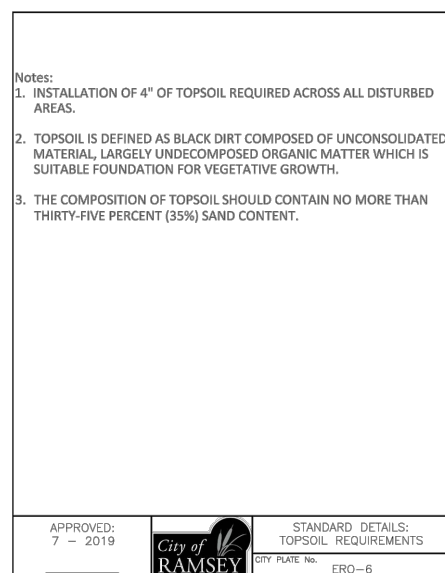 Notes:
1. INSTALLATION OF 4" OF TOPSOIL REQUIRED ACROSS ALL DISTURBED
AREAS.
2. TOPSOIL IS DEFINED AS BLACK DIRT COMPOSED OF UNCONSOLIDATED
MATERIAL, LARGELY UNDECOMPOSED ORGANIC MATTER WHICH IS
SUITABLE FOUNDATION FOR VEGETATIVE GROWTH.
3. THE COMPOSITION OF TOPSOIL SHOULD CONTAIN NO MORE THAN
THIRTY-FIVE PERCENT (35%) SAND CONTENT.
APPROVED:
7 - 2019
City of
RAMSEY
STANDARD DETAILS:
TOPSOIL REQUIREMENTS
CITY PLATE No.
ERO-6